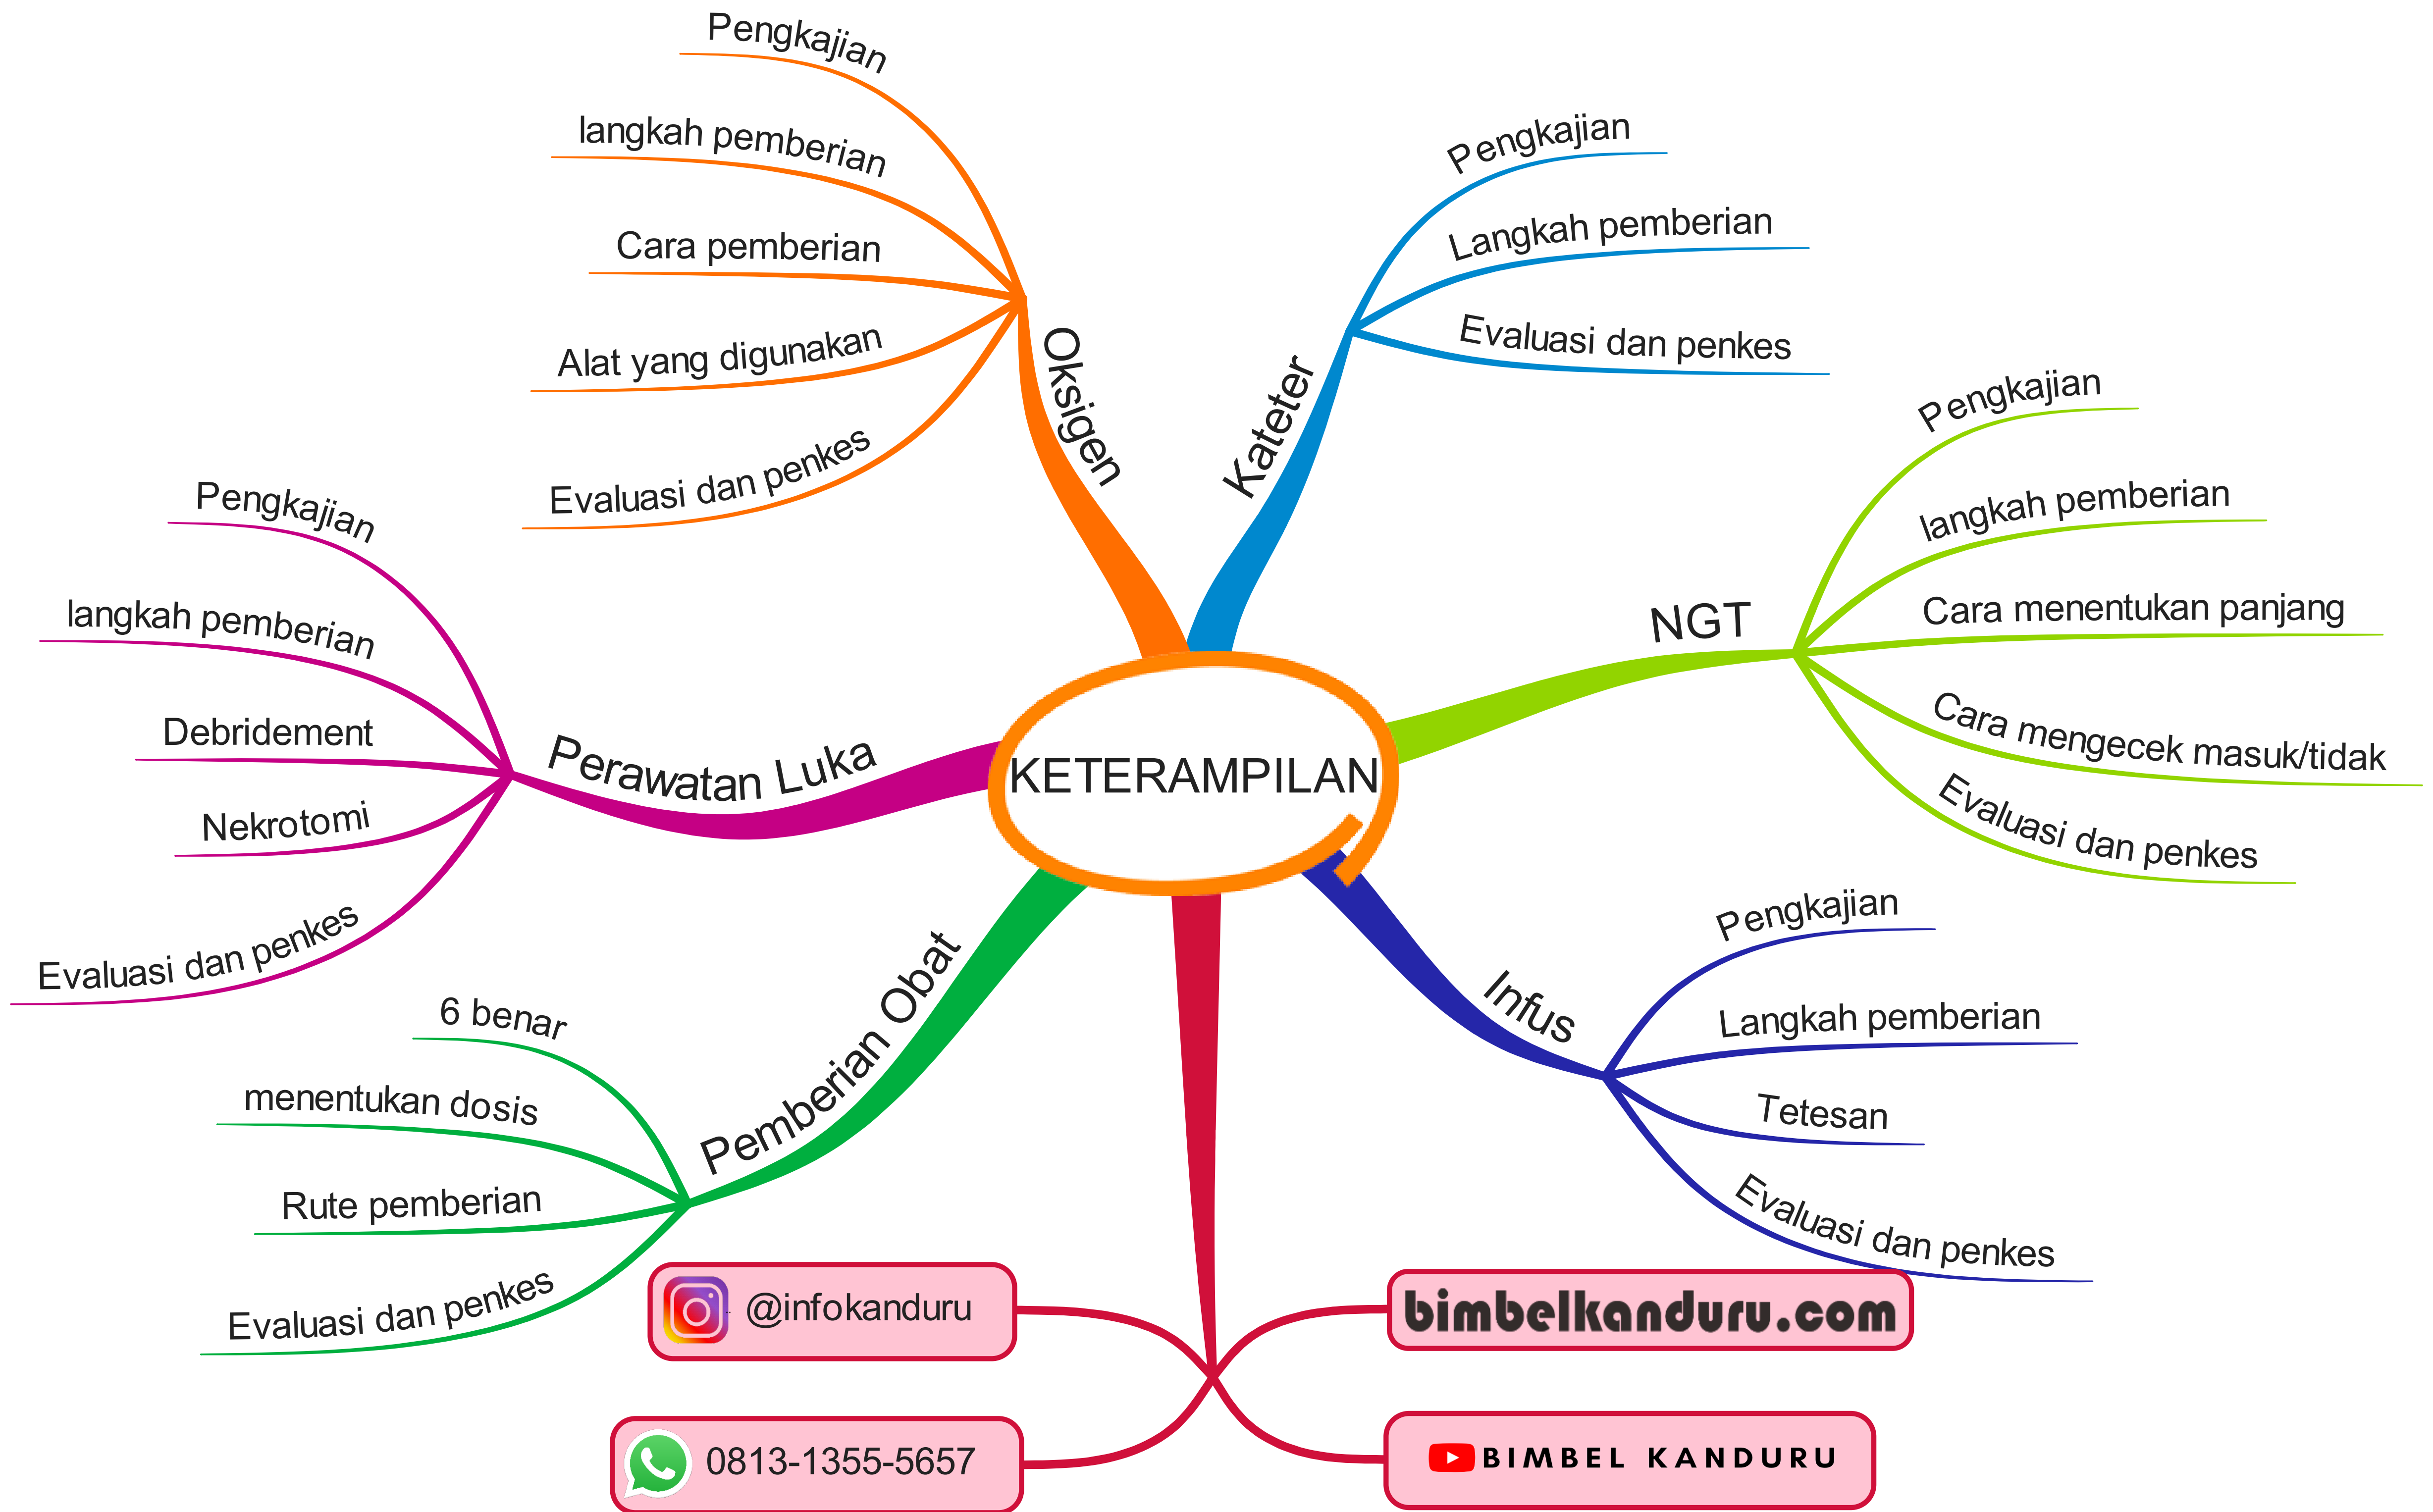 KETERAMPILAN
Oksigen
Pengkajian
langkah pemberian
Cara pemberian
Alat yang digunakan
Evaluasi dan penkes
Kateter
Pengkajian
Langkah pemberian
Evaluasi dan penkes
NGT
Pengkajian
langkah pemberian
Cara menentukan panjang
Cara mengecek masuk/tidak
Evaluasi dan penkes
Perawatan Luka
Pengkajian
langkah pemberian
Debridement
Nekrotomi
Evaluasi dan penkes
Infus
Pengkajian
Langkah pemberian
Tetesan
Evaluasi dan penkes
Pemberian Obat
6 benar
menentukan dosis
Rute pemberian
Evaluasi dan penkes
@infokanduru
bimbelkanduru.com
0813-1355-5657
BIMBEL KANDURU